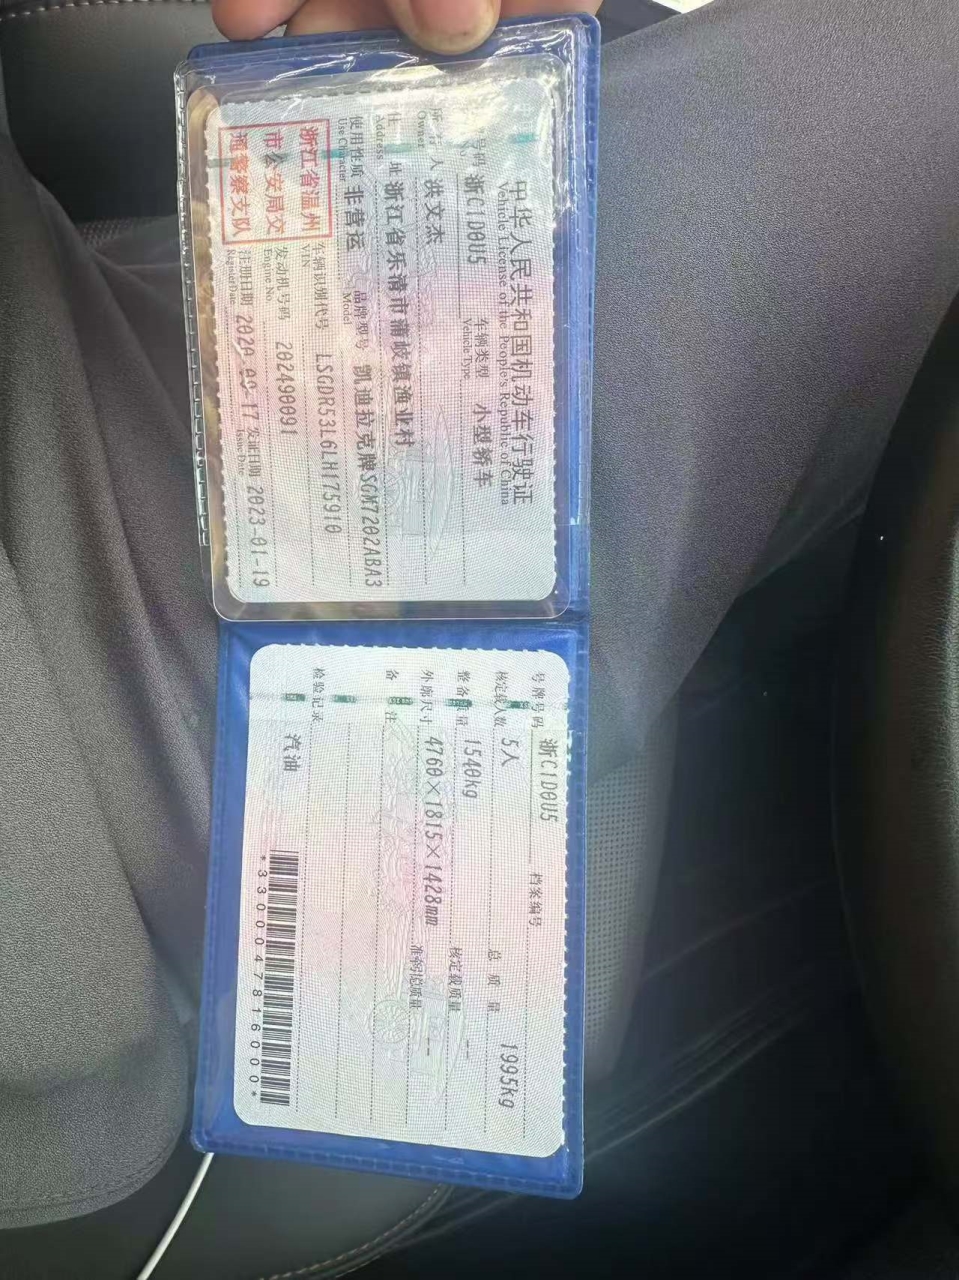 中华人民共和国机动车行驶证
Vehicle License of the People's Republic of China
号码 浙C1D0U5 车辆类型 小型轿车
Vehicle Type
所有人 洪文杰
Owner
住址 浙江省乐清市蒲岐镇渔业村
Address
使用性质 非营运 品牌型号 凯迪拉克牌SGM7202ABA3
Use Character Model
浙江省温州
市公安局交
通警察支队
车辆识别代号 LSGDR53L6LH175910
VIN
发动机号码 202490091
Engine No.
注册日期 2020-08-17 发证日期 2023-01-19
Register Date Issue Date
号牌号码 浙C1D0U5 档案编号
核定载人数 5人 总质量 1995kg
整备质量 1540kg 核定载质量 --
外廓尺寸 4760×1815×1428mm 准牵引总质量 --
备注
检验记录
汽油
*3300047816000*